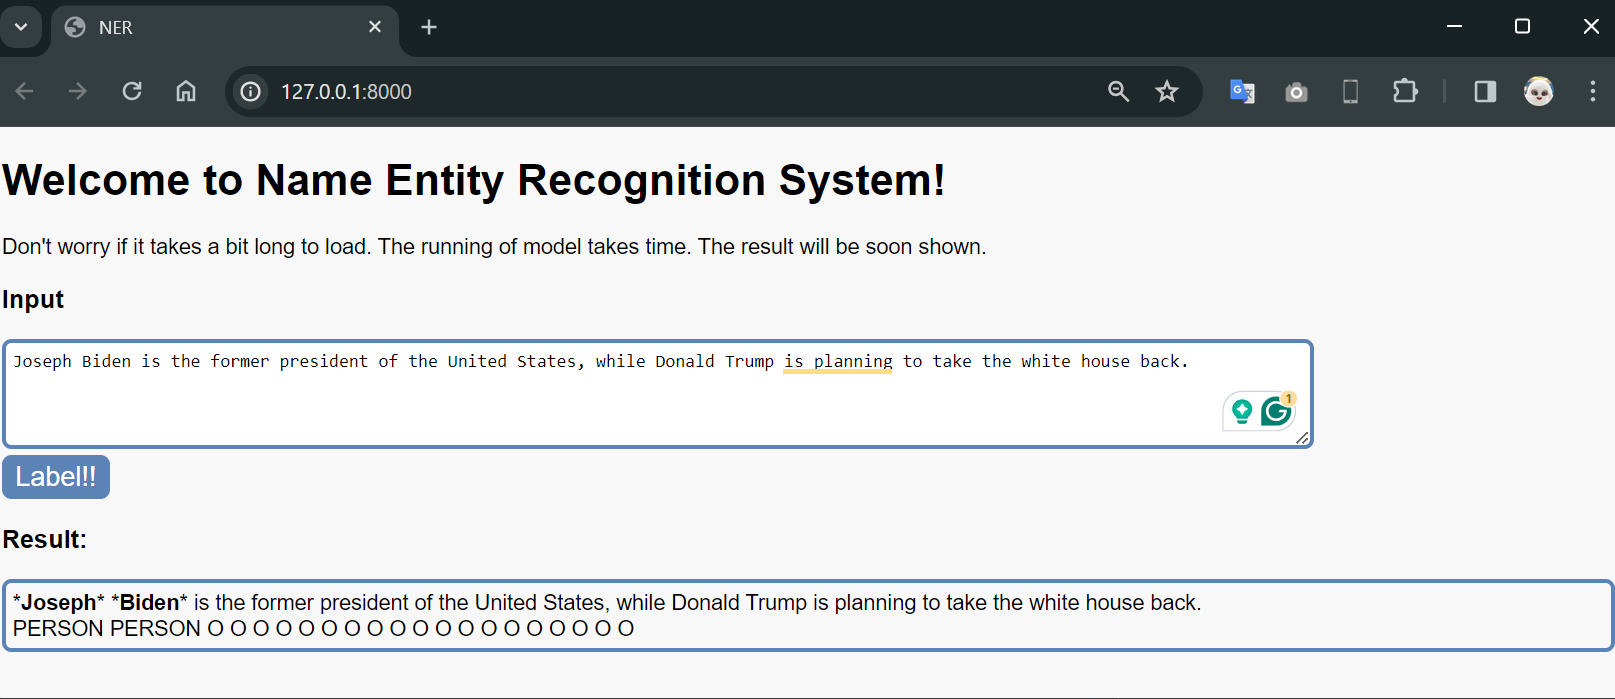 NER
127.0.0.1:8000
Welcome to Name Entity Recognition System!
Don't worry if it takes a bit long to load. The running of model takes time. The result will be soon shown.
Input
Joseph Biden is the former president of the United States, while Donald Trump is planning to take the white house back.
1
Label!!
Result:
*Joseph* *Biden* is the former president of the United States, while Donald Trump is planning to take the white house back.
PERSON PERSON O O O O O O O O O O O O O O O O O O O